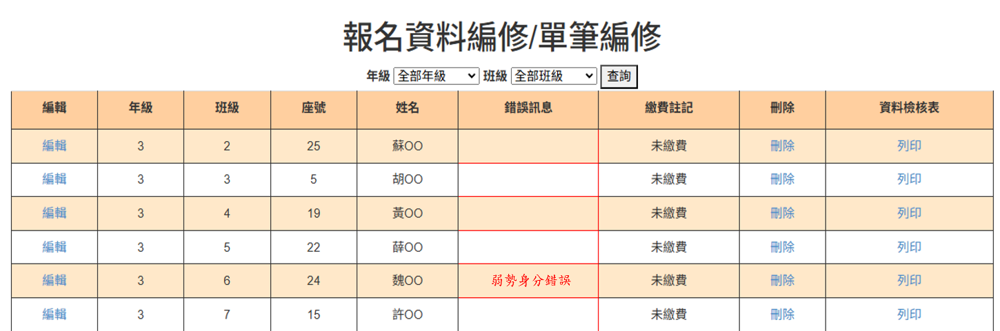 報名資料編修/單筆編修
年級 全部年級 班級 全部班級 查詢
編輯 年級 班級 座號 姓名 錯誤訊息 繳費註記 刪除 資料檢核表
編輯 3 2 25 蘇OO 未繳費 刪除 列印
編輯 3 3 5 胡OO 未繳費 刪除 列印
編輯 3 4 19 黃OO 未繳費 刪除 列印
編輯 3 5 22 薛OO 未繳費 刪除 列印
編輯 3 6 24 魏OO 弱勢身分錯誤 未繳費 刪除 列印
編輯 3 7 15 許OO 未繳費 刪除 列印